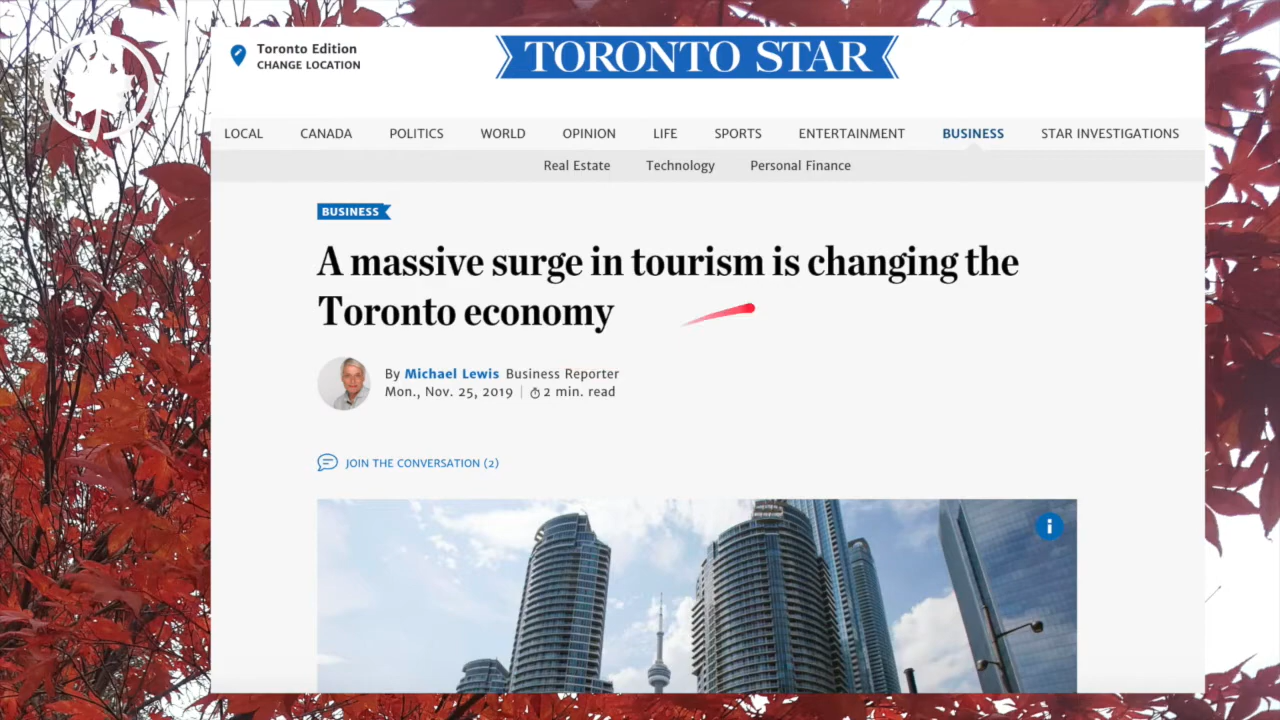 Toronto Edition
CHANGE LOCATION
TORONTO STAR
LOCAL CANADA POLITICS WORLD OPINION LIFE SPORTS ENTERTAINMENT BUSINESS STAR INVESTIGATIONS
Real Estate Technology Personal Finance
BUSINESS
A massive surge in tourism is changing the
Toronto economy
By Michael Lewis Business Reporter
Mon., Nov. 25, 2019 | 2 min. read
JOIN THE CONVERSATION (2)
i